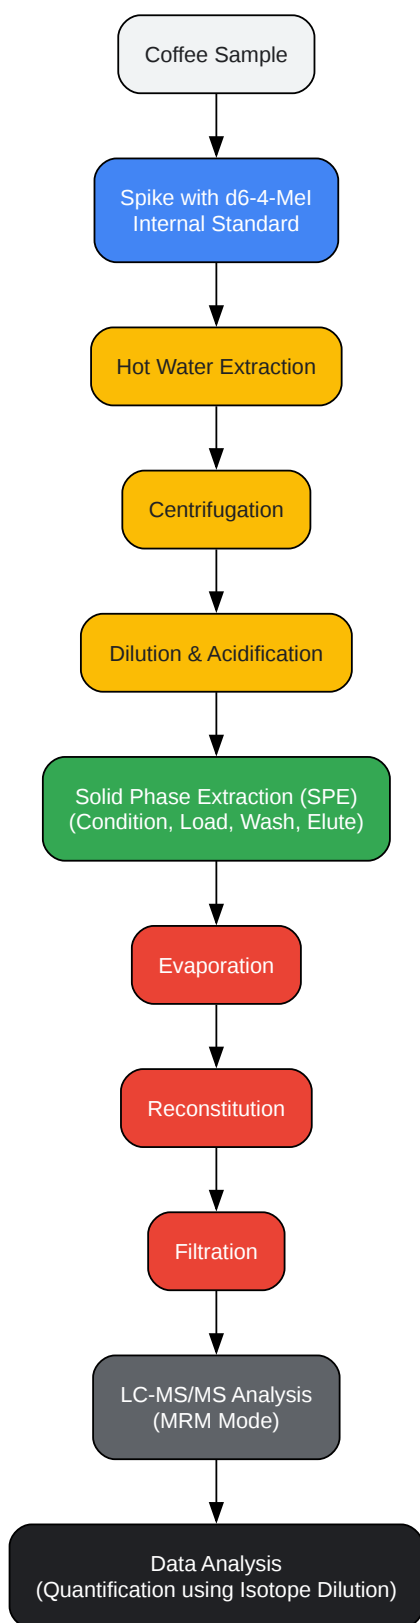 Coffee Sample
Spike with d6-4-MeI
Internal Standard
Hot Water Extraction
Centrifugation
Dilution & Acidification
Solid Phase Extraction (SPE)
(Condition, Load, Wash, Elute)
Evaporation
Reconstitution
Filtration
LC-MS/MS Analysis
(MRM Mode)
Data Analysis
(Quantification using Isotope Dilution)